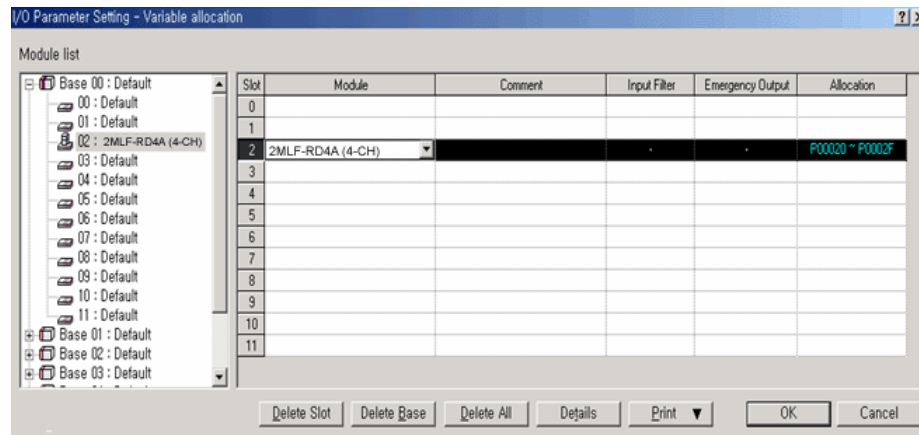 I/O Parameter Setting - Variable allocation
Module list
Base 00 : Default
00 : Default
01 : Default
02 : 2MLF-RD4A (4-CH)
03 : Default
04 : Default
05 : Default
06 : Default
07 : Default
08 : Default
09 : Default
10 : Default
11 : Default
Base 01 : Default
Base 02 : Default
Base 03 : Default
Slot Module Comment Input Filter Emergency Output Allocation
0
1
2 2MLF-RD4A (4-CH) - - P00020 ~ P0002F
3
4
5
6
7
8
9
10
11
Delete Slot Delete Base Delete All Details Print ▼ OK Cancel